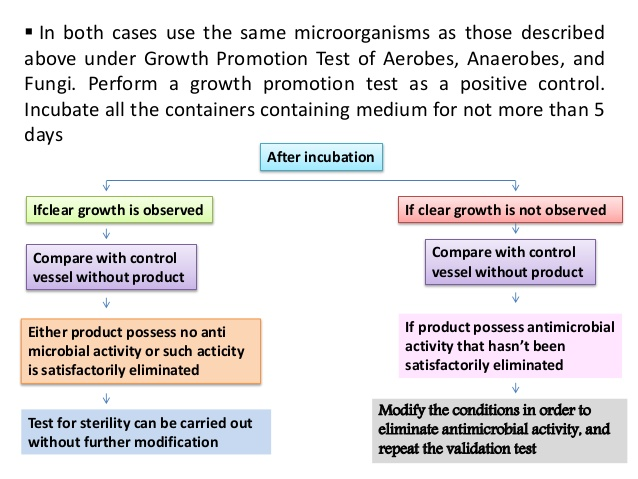 ▪ In both cases use the same microorganisms as those described
above under Growth Promotion Test of Aerobes, Anaerobes, and
Fungi. Perform a growth promotion test as a positive control.
Incubate all the containers containing medium for not more than 5
days
After incubation
Ifclear growth is observed
If clear growth is not observed
Compare with control
vessel without product
Compare with control
vessel without product
Either product possess no anti
microbial activity or such acticity
is satisfactorily eliminated
If product possess antimicrobial
activity that hasn't been
satisfactorily eliminated
Test for sterility can be carried out
without further modification
Modify the conditions in order to
eliminate antimicrobial activity, and
repeat the validation test